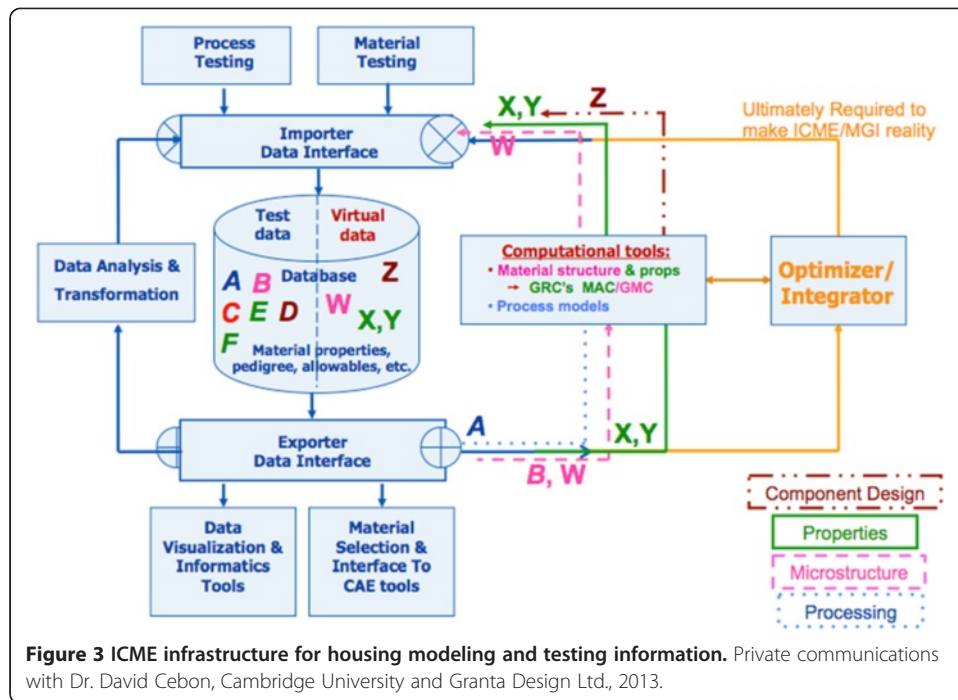 Process
Testing
Material
Testing
X,Y
Z
Ultimately Required to
make ICME/MGI reality
Importer
Data Interface
W
Test
data
Virtual
data
Data Analysis &
Transformation
A
B
Database
Z
C
E
D
W
X,Y
F
Material properties,
pedigree, allowables, etc.
Computational tools:
• Material structure & props
→ GRC's MAC/GMC
• Process models
Optimizer/
Integrator
Exporter
Data Interface
A
X,Y
B, W
Data
Visualization &
Informatics
Tools
Material
Selection &
Interface To
CAE tools
Component Design
Properties
Microstructure
Processing
Figure 3 ICME infrastructure for housing modeling and testing information. Private communications
with Dr. David Cebon, Cambridge University and Granta Design Ltd., 2013.